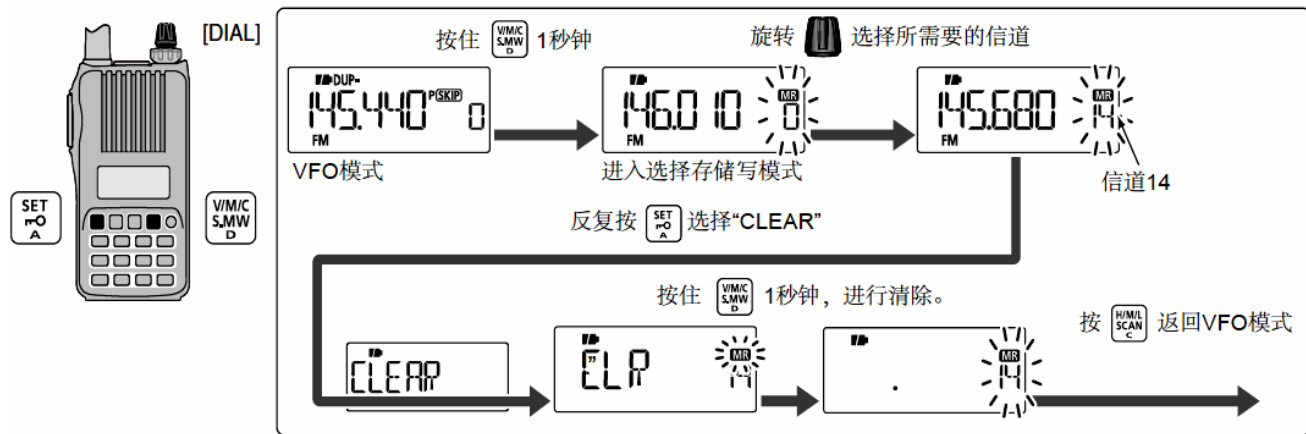 [DIAL]
SET
A
V/M/C
S.MW
D
按住 V/M/C S.MW D 1秒钟
旋转 选择所需要的信道
DUP-
145.440 P SKIP 0
FM
VFO模式
146.010 MR 0
FM
进入选择存储写模式
145.680 MR 14
FM
信道14
反复按 SET A 选择“CLEAR”
按住 V/M/C S.MW D 1秒钟，进行清除。
按 H/M/L SCAN C 返回VFO模式
CLEAR
CLR MR 14
. MR 14